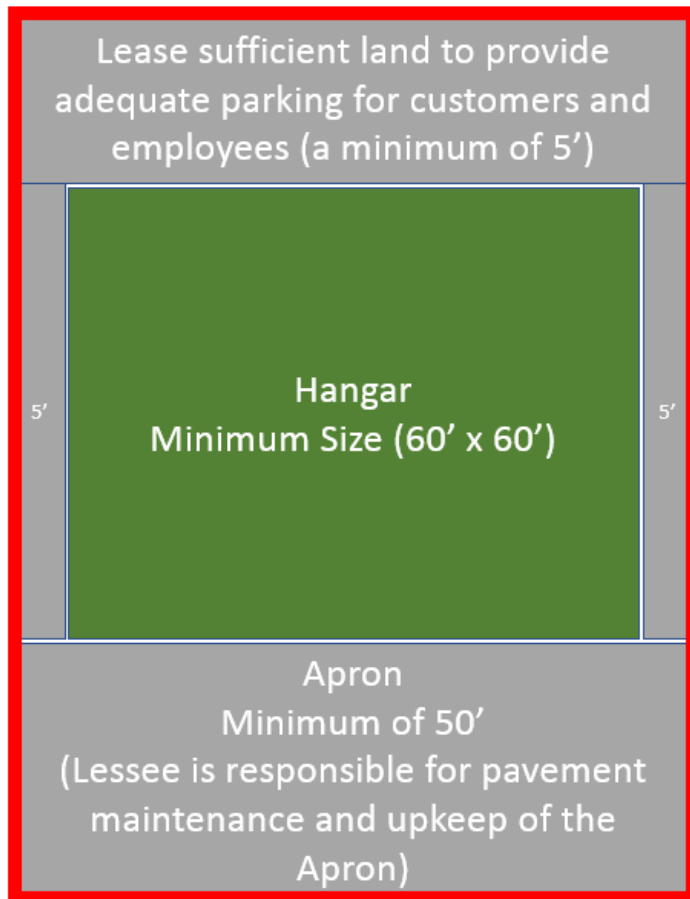 Lease sufficient land to provide
adequate parking for customers and
employees (a minimum of 5’)
5’
Hangar
Minimum Size (60’ x 60’)
5’
Apron
Minimum of 50’
(Lessee is responsible for pavement
maintenance and upkeep of the
Apron)